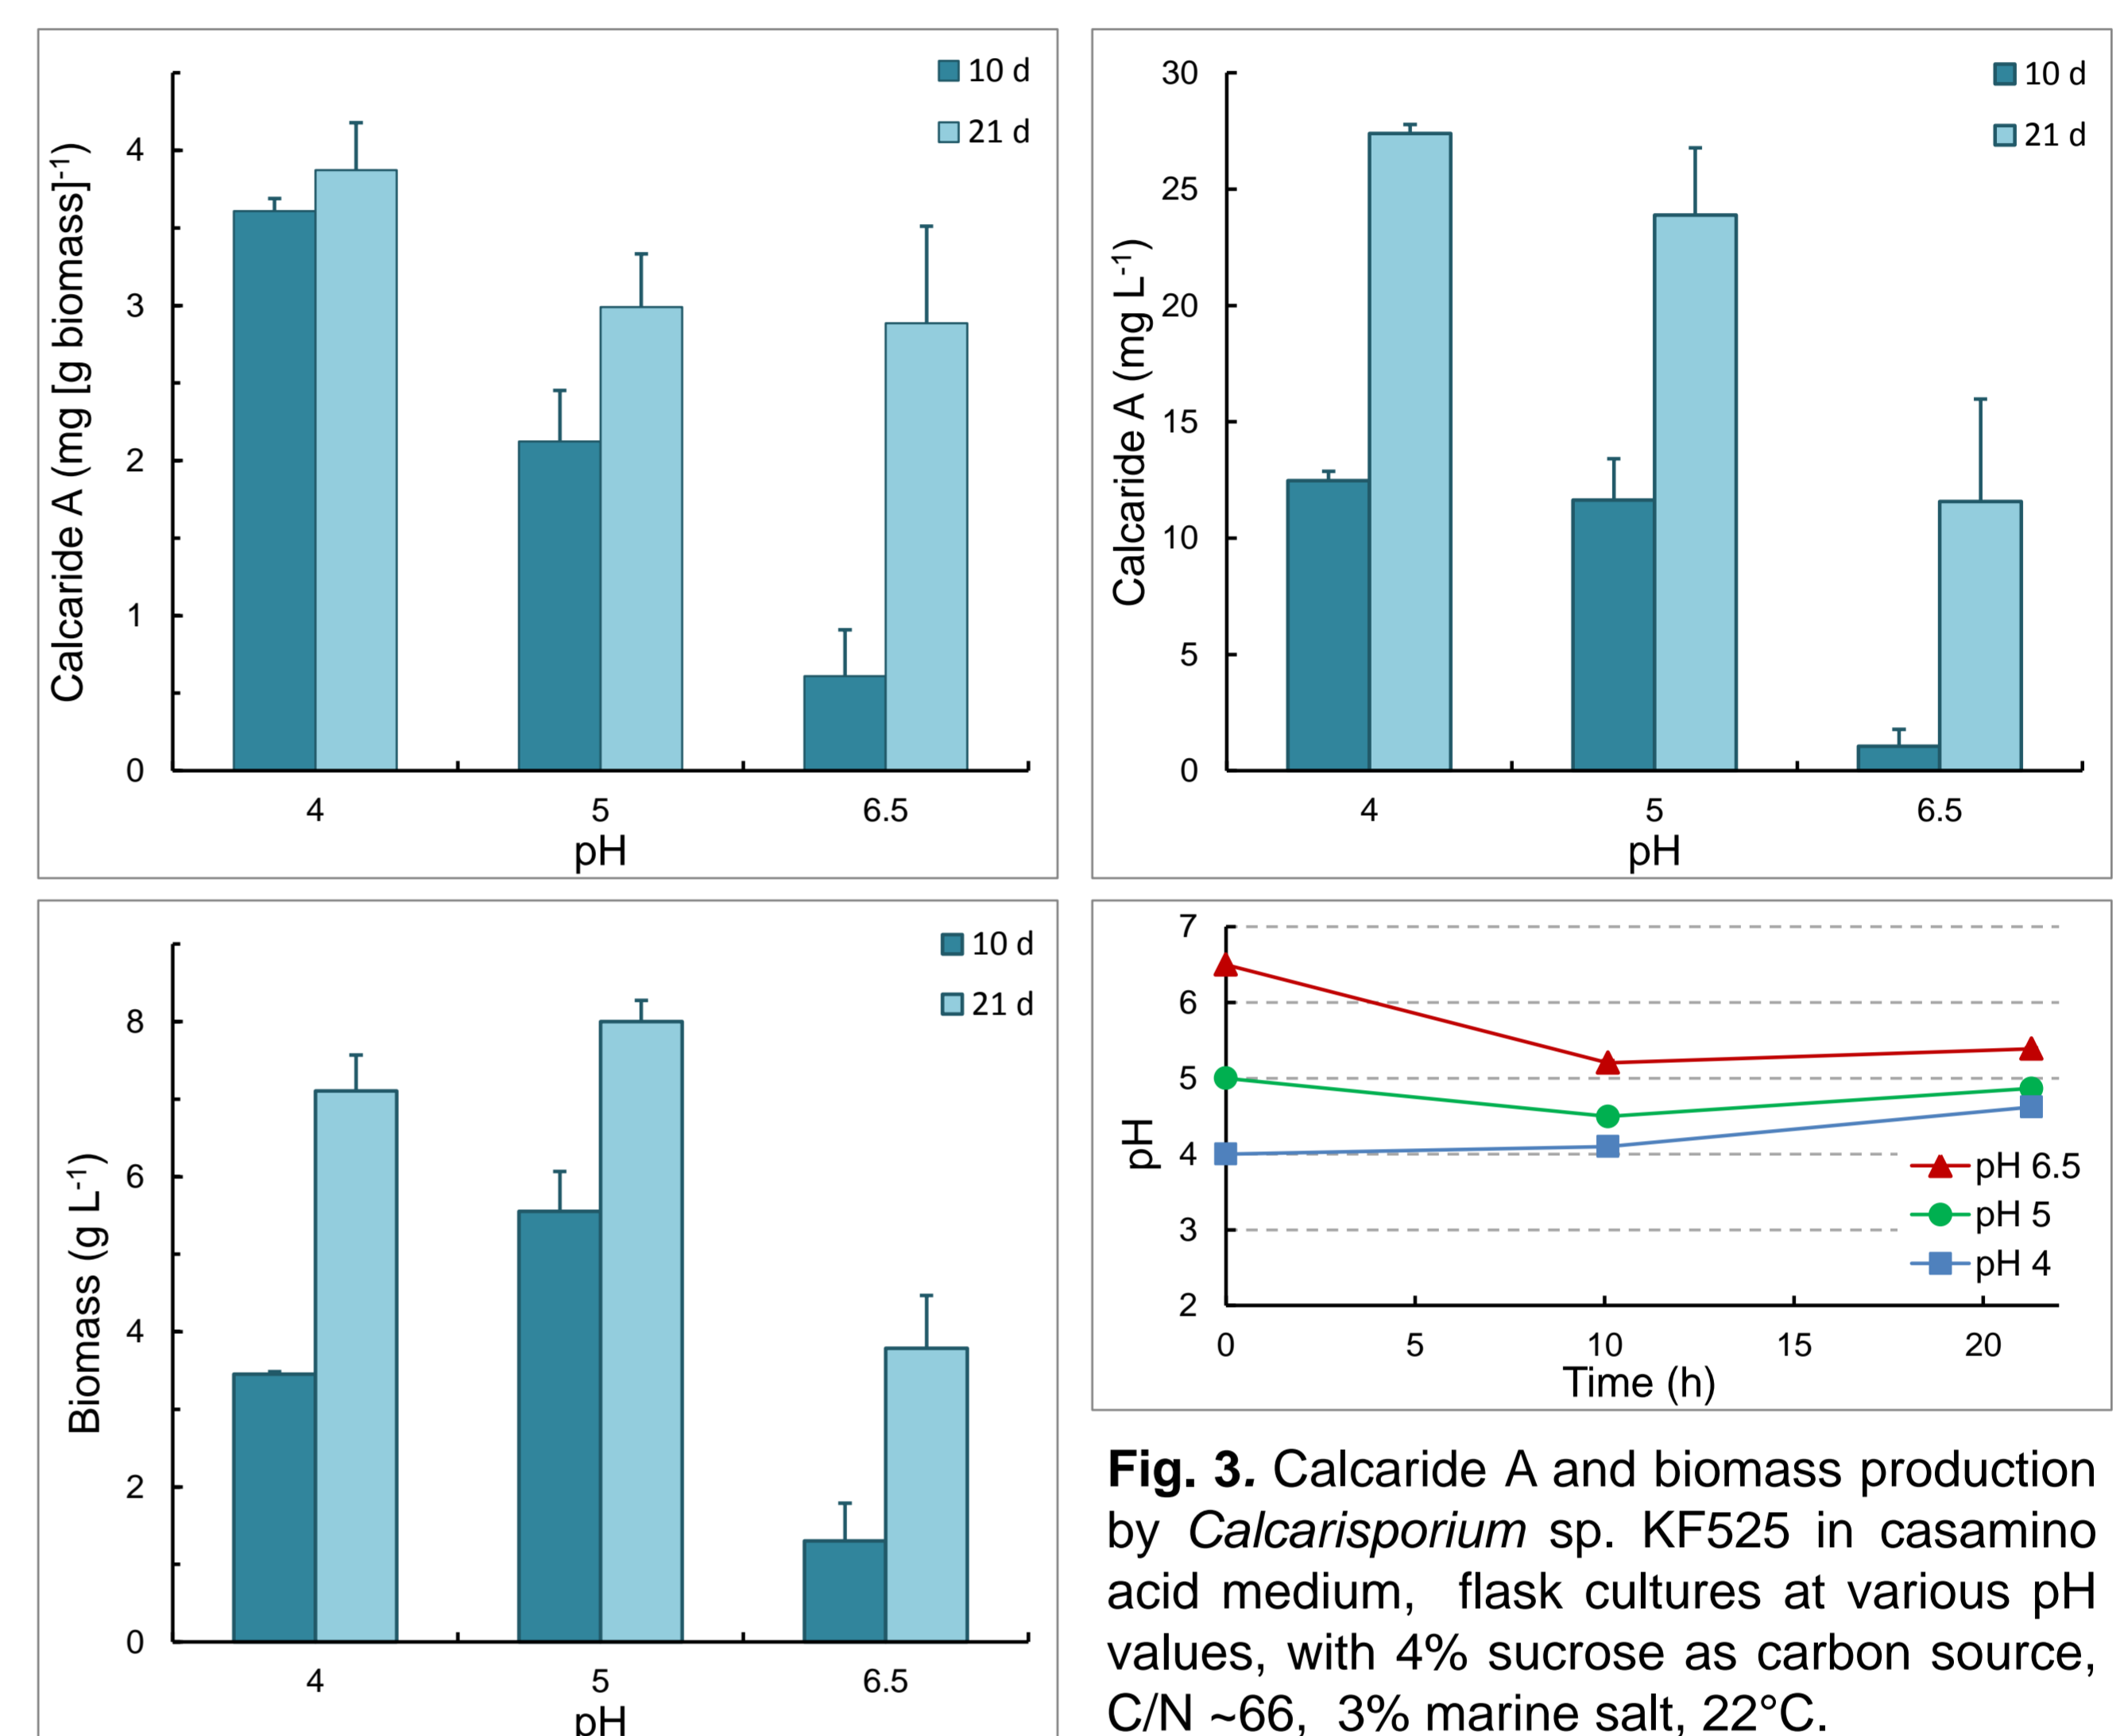 10 d
21 d
Calcaride A (mg [g biomass]-1)
4
3
2
1
0
4 5 6.5
pH
10 d
21 d
Calcaride A (mg L-1)
30
25
20
15
10
5
0
4 5 6.5
pH
10 d
21 d
Biomass (g L-1)
8
6
4
2
0
4 5 6.5
pH
pH
7
6
5
4
3
2
pH 6.5
pH 5
pH 4
0 5 10 15 20
Time (h)
Fig. 3. Calcaride A and biomass production
by Calcarisporium sp. KF525 in casamino
acid medium, flask cultures at various pH
values, with 4% sucrose as carbon source,
C/N ~66, 3% marine salt, 22°C.